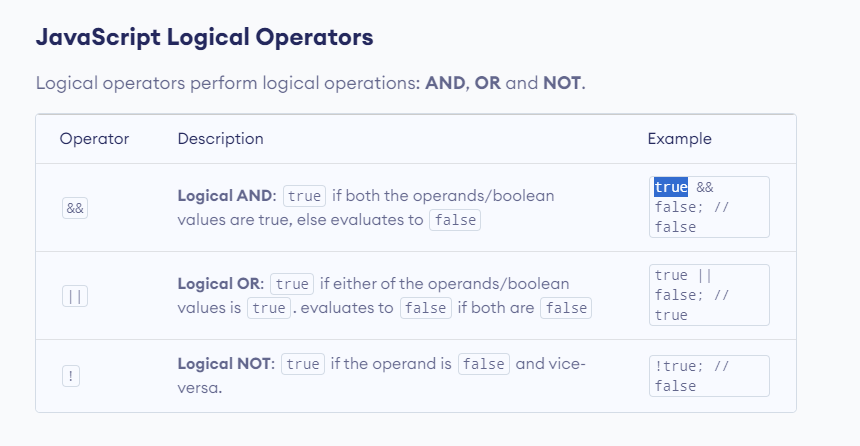 JavaScript Logical Operators
Logical operators perform logical operations: AND, OR and NOT.
Operator Description Example
&& Logical AND: true if both the operands/boolean values are true, else evaluates to false true && false; // false
|| Logical OR: true if either of the operands/boolean values is true. evaluates to false if both are false true || false; // true
! Logical NOT: true if the operand is false and vice-versa. !true; // false